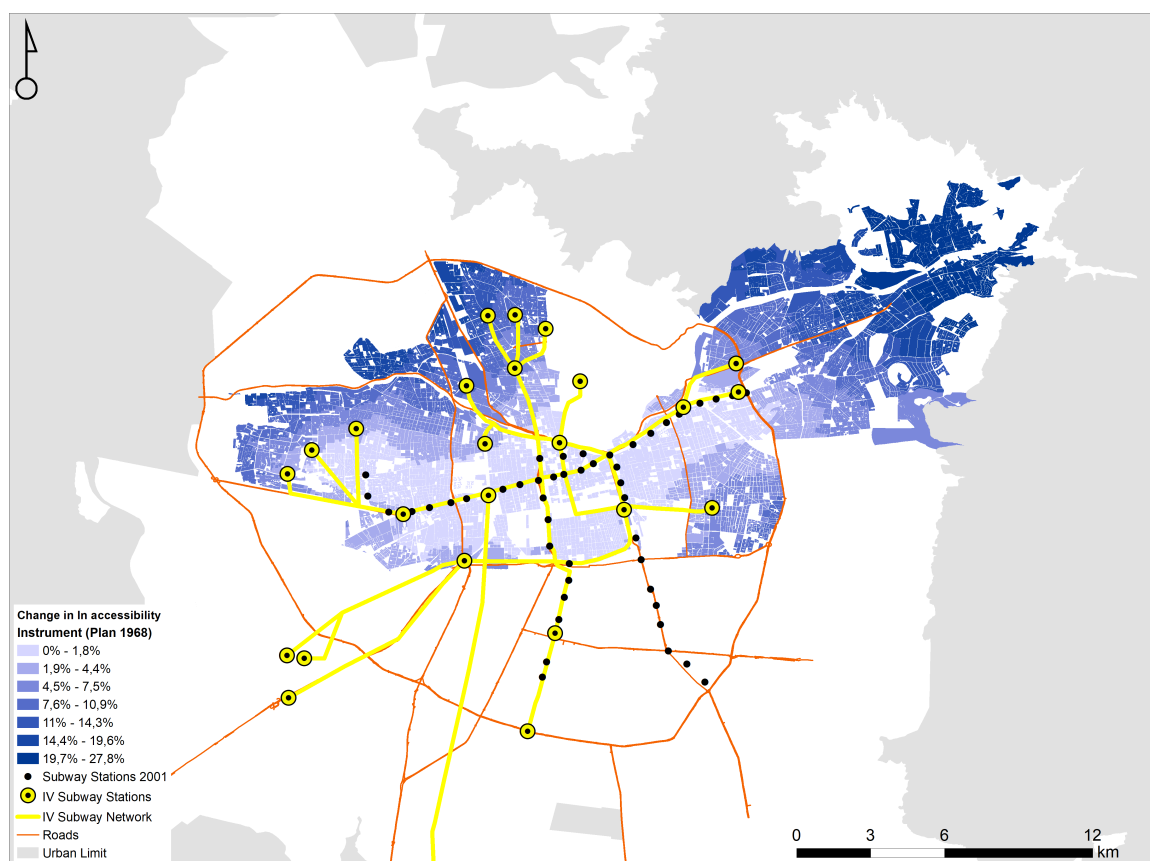 Change in ln accessibility
Instrument (Plan 1968)
0% - 1,8%
1,9% - 4,4%
4,5% - 7,5%
7,6% - 10,9%
11% - 14,3%
14,4% - 19,6%
19,7% - 27,8%
Subway Stations 2001
IV Subway Stations
IV Subway Network
Roads
Urban Limit
0 3 6 12
km